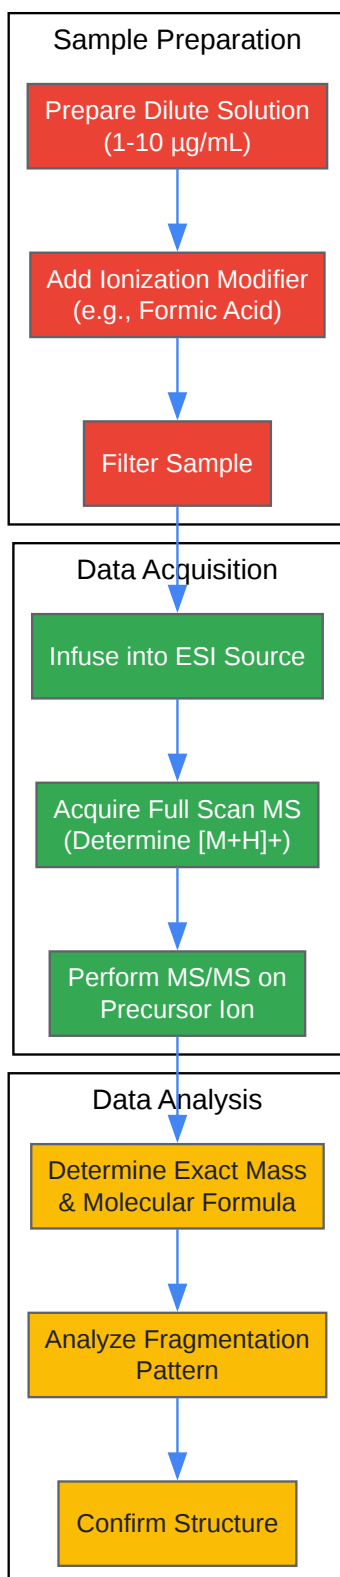 Sample Preparation
Prepare Dilute Solution
(1-10 µg/mL)
Add Ionization Modifier
(e.g., Formic Acid)
Filter Sample
Data Acquisition
Infuse into ESI Source
Acquire Full Scan MS
(Determine [M+H]+)
Perform MS/MS on
Precursor Ion
Data Analysis
Determine Exact Mass
& Molecular Formula
Analyze Fragmentation
Pattern
Confirm Structure